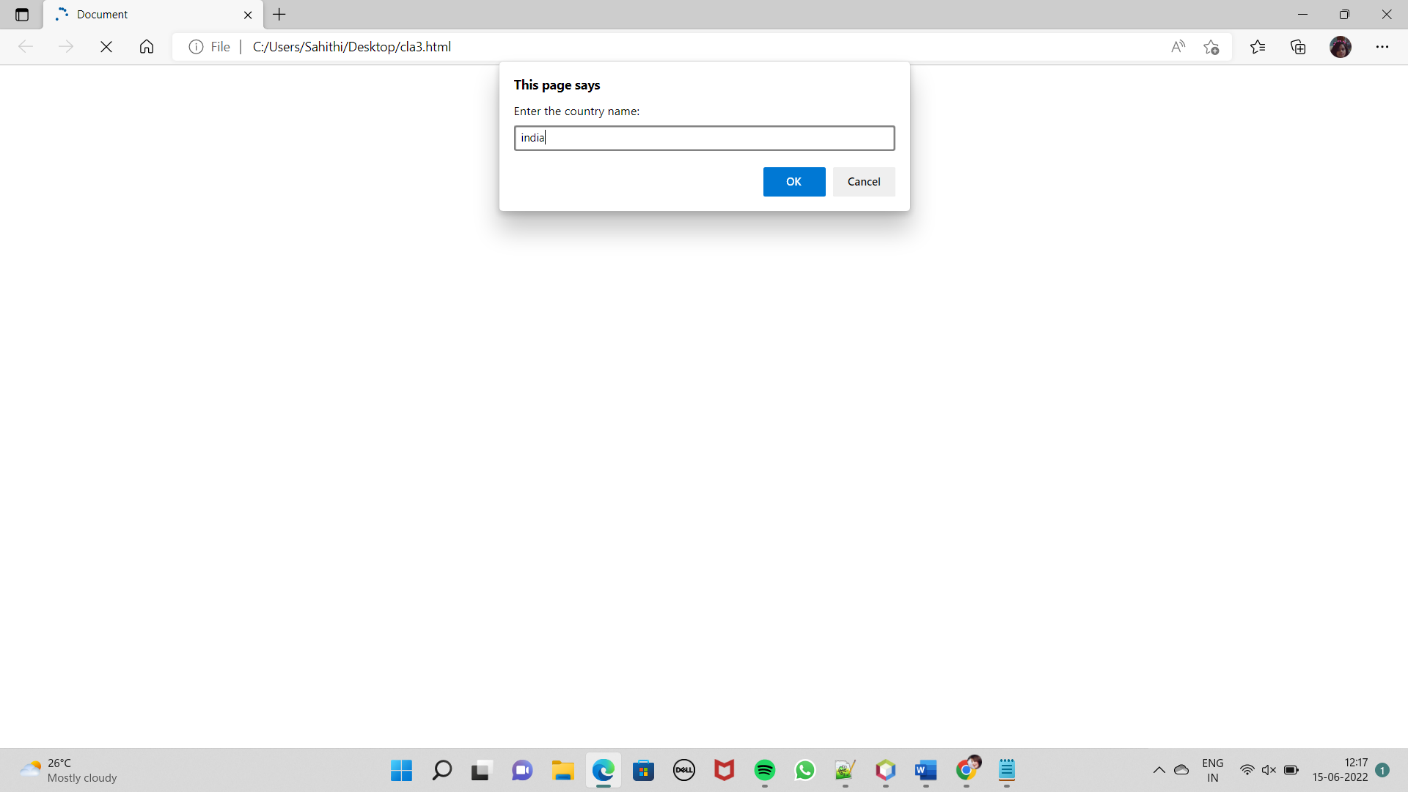 Document
File | C:/Users/Sahithi/Desktop/cla3.html
This page says
Enter the country name:
india
OK
Cancel
26°C
Mostly cloudy
DELL
W
ENG
IN
12:17
15-06-2022
1